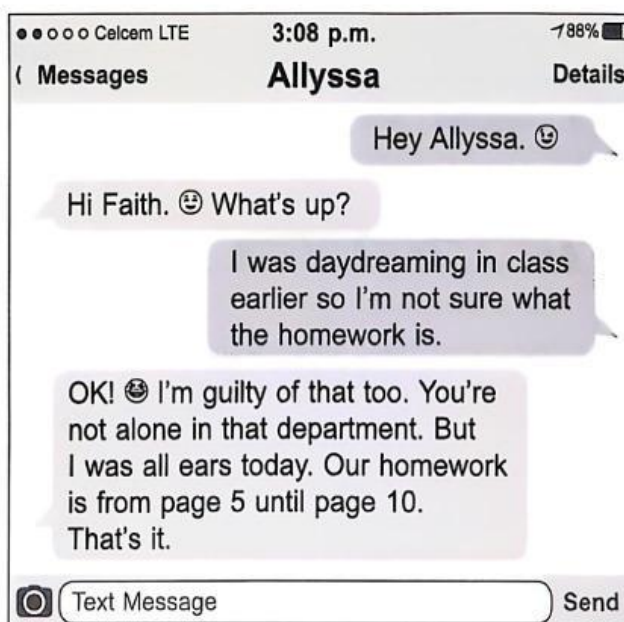 Celcem LTE 3:08 p.m. 88%
Messages Allyssa Details
Hey Allyssa. 😉
Hi Faith. 🙂 What's up?
I was daydreaming in class
earlier so I'm not sure what
the homework is.
OK! 😆 I'm guilty of that too. You're
not alone in that department. But
I was all ears today. Our homework
is from page 5 until page 10.
That's it.
Text Message Send